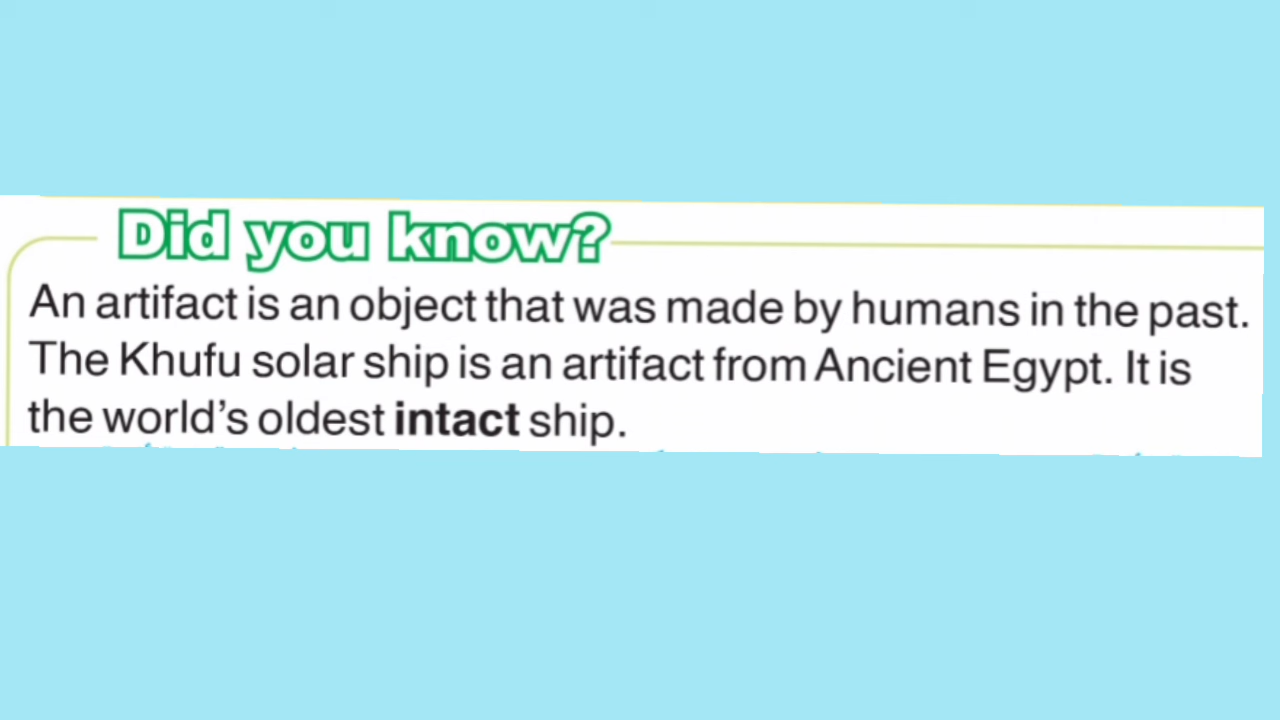 Did you know?
An artifact is an object that was made by humans in the past.
The Khufu solar ship is an artifact from Ancient Egypt. It is
the world's oldest intact ship.